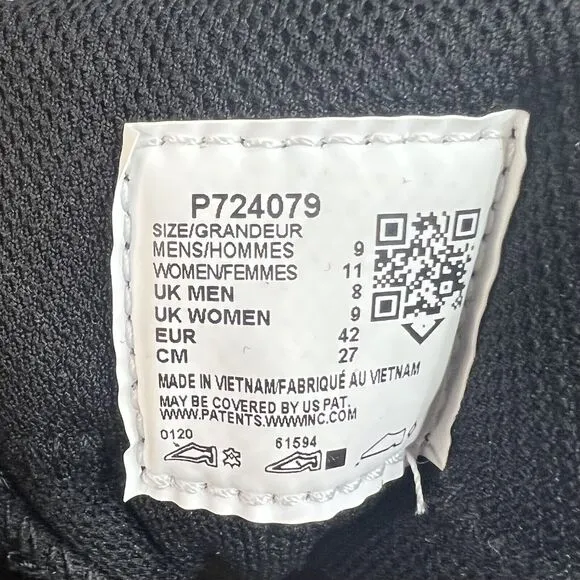 P724079
SIZE/GRANDEUR
MENS/HOMMES 9
WOMEN/FEMMES 11
UK MEN 8
UK WOMEN 9
EUR 42
CM 27
MADE IN VIETNAM/FABRIQUÉ AU VIETNAM
MAY BE COVERED BY US PAT.
WWW.PATENTS.WWWINC.COM
0120 61594